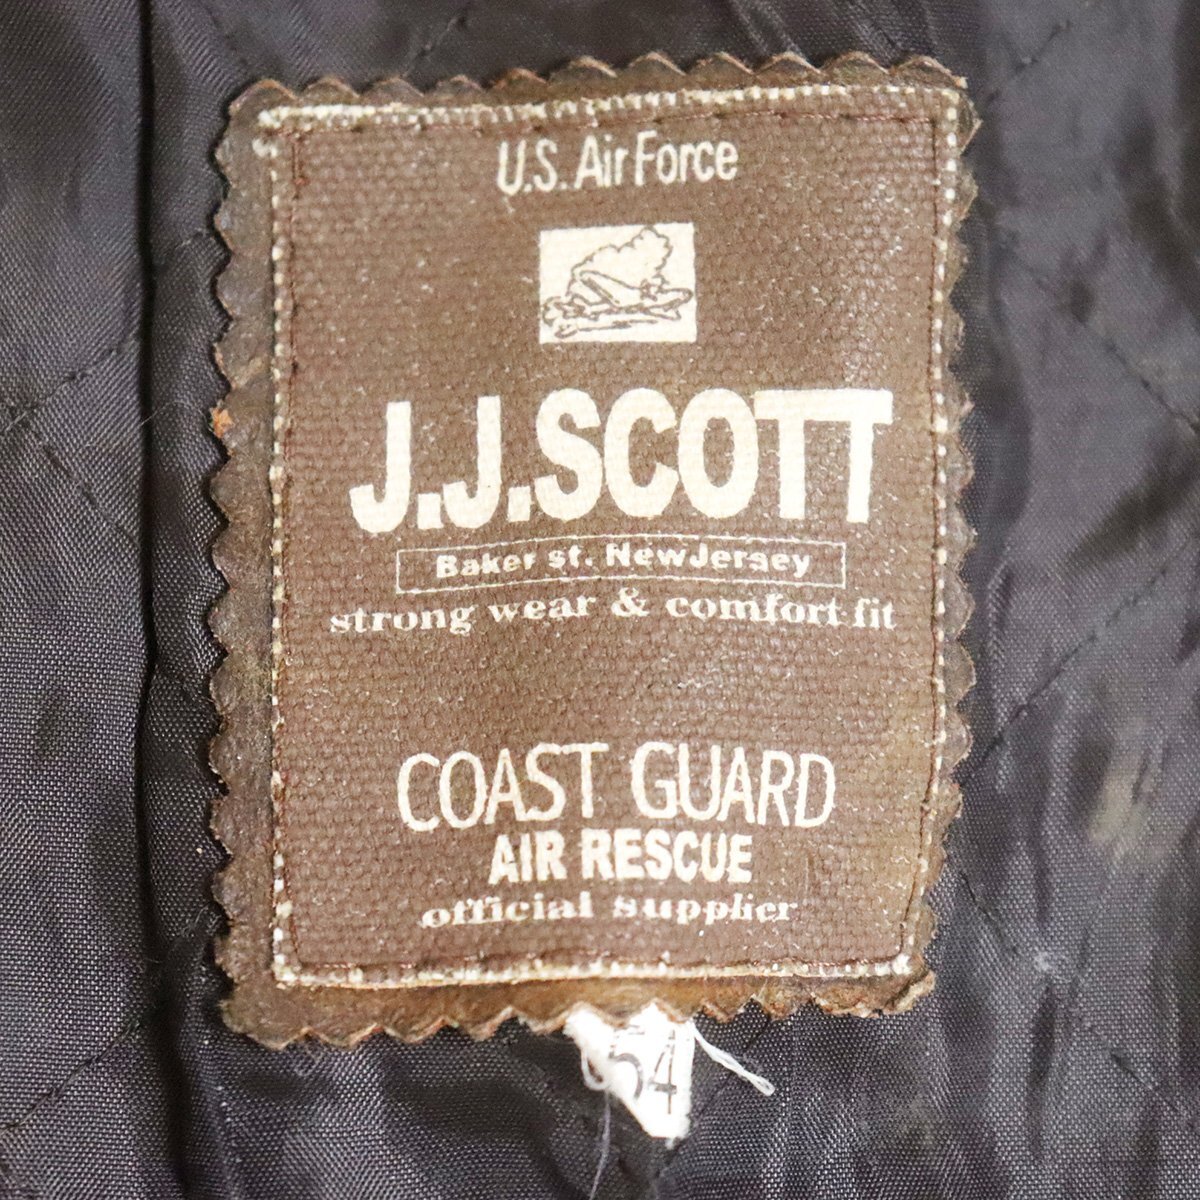 U.S. Air Force
J.J.SCOTT
Baker st. NewJersey
strong wear & comfort fit
COAST GUARD
AIR RESCUE
official supplier
54